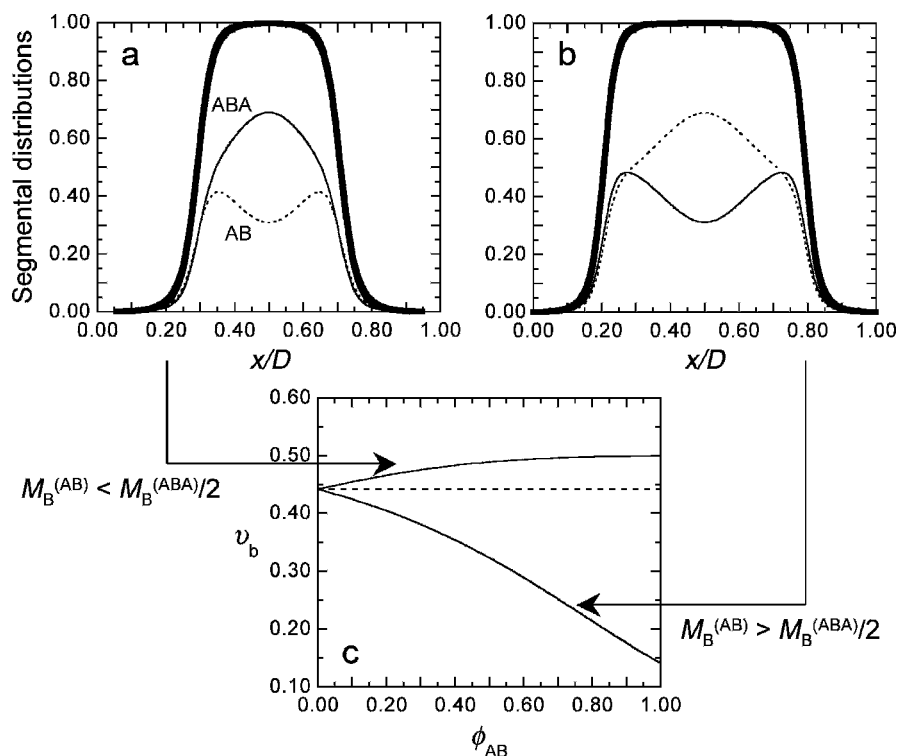 a
b
Segmental distributions
1.00
0.80
0.60
0.40
0.20
0.00
ABA
AB
0.00 0.20 0.40 0.60 0.80 1.00
x/D
1.00
0.80
0.60
0.40
0.20
0.00
0.00 0.20 0.40 0.60 0.80 1.00
x/D
M_B^(AB) < M_B^(ABA)/2
M_B^(AB) > M_B^(ABA)/2
υ_b
0.60
0.50
0.40
0.30
0.20
0.10
c
0.00 0.20 0.40 0.60 0.80 1.00
ϕ_AB